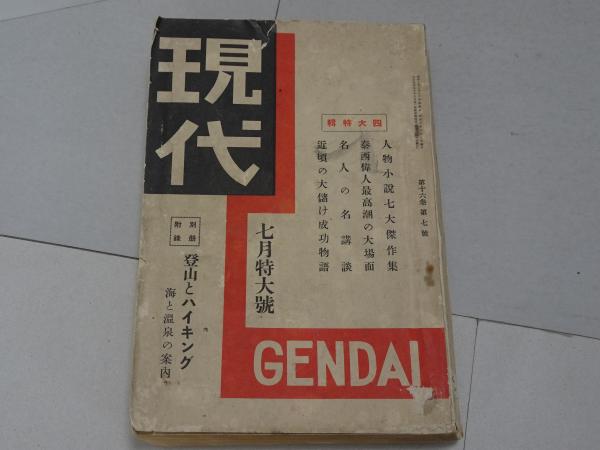 現代
四大特輯
人物小説七大傑作集
泰西偉人最高潮の大場面
名人の名講談
近頃の大儲け成功物語
第十六卷第七號
七月特大號
別冊附錄
登山とハイキング
海と溫泉の案內
GENDAI